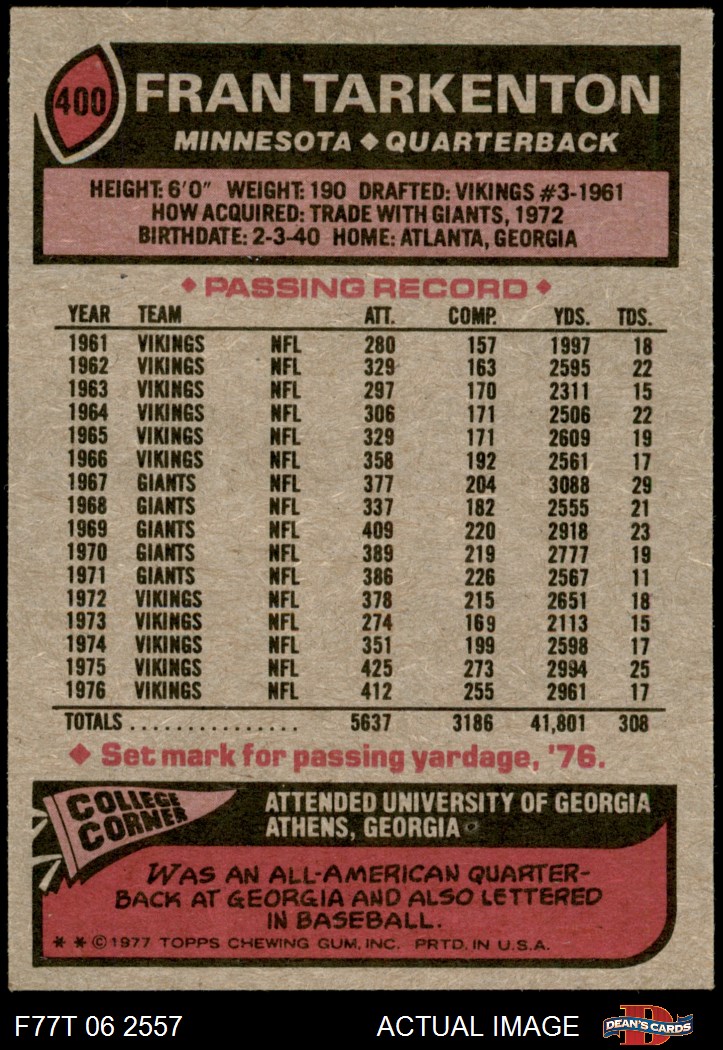 400
FRAN TARKENTON
MINNESOTA ◆ QUARTERBACK
HEIGHT: 6'0" WEIGHT: 190 DRAFTED: VIKINGS #3-1961
HOW ACQUIRED: TRADE WITH GIANTS, 1972
BIRTHDATE: 2-3-40 HOME: ATLANTA, GEORGIA
◆ PASSING RECORD ◆
YEAR TEAM ATT. COMP. YDS. TDS.
1961 VIKINGS NFL 280 157 1997 18
1962 VIKINGS NFL 329 163 2595 22
1963 VIKINGS NFL 297 170 2311 15
1964 VIKINGS NFL 306 171 2506 22
1965 VIKINGS NFL 329 171 2609 19
1966 VIKINGS NFL 358 192 2561 17
1967 GIANTS NFL 377 204 3088 29
1968 GIANTS NFL 337 182 2555 21
1969 GIANTS NFL 409 220 2918 23
1970 GIANTS NFL 389 219 2777 19
1971 GIANTS NFL 386 226 2567 11
1972 VIKINGS NFL 378 215 2651 18
1973 VIKINGS NFL 274 169 2113 15
1974 VIKINGS NFL 351 199 2598 17
1975 VIKINGS NFL 425 273 2994 25
1976 VIKINGS NFL 412 255 2961 17
TOTALS ................ 5637 3186 41,801 308
◆ Set mark for passing yardage, '76.
COLLEGE
CORNER
ATTENDED UNIVERSITY OF GEORGIA
ATHENS, GEORGIA
WAS AN ALL-AMERICAN QUARTER-
BACK AT GEORGIA AND ALSO LETTERED
IN BASEBALL.
* * © 1977 TOPPS CHEWING GUM, INC. PRTD. IN U.S.A.
F77T 06 2557 ACTUAL IMAGE
D
DEAN'S CARDS